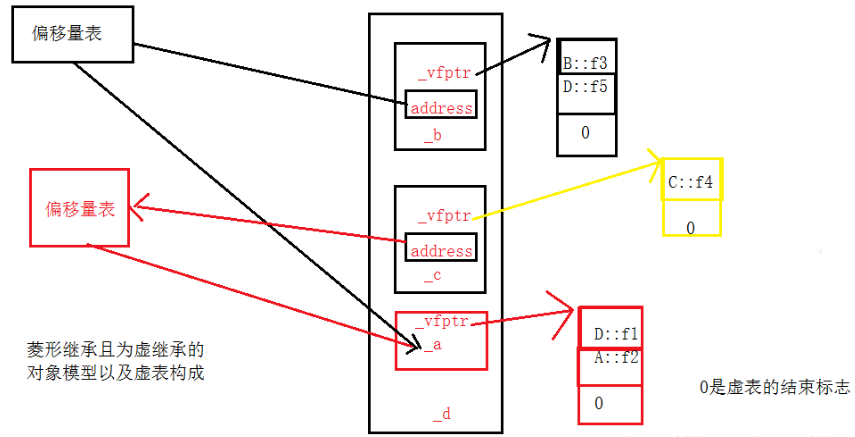 偏移量表
_vfptr
address
_b
B::f3
D::f5
0
偏移量表
_vfptr
address
_c
C::f4
0
_vfptr
_a
D::f1
A::f2
0
菱形继承且为虚继承的
对象模型以及虚表构成
0是虚表的结束标志
_d